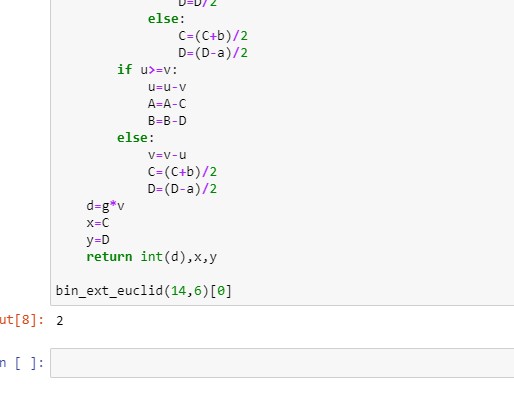 D=D/2
else:
C=(C+b)/2
D=(D-a)/2
if u>=v:
u=u-v
A=A-C
B=B-D
else:
v=v-u
C=(C+b)/2
D=(D-a)/2
d=g*v
x=C
y=D
return int(d),x,y
bin_ext_euclid(14,6)[0]
ut[8]: 2
n [ ]: